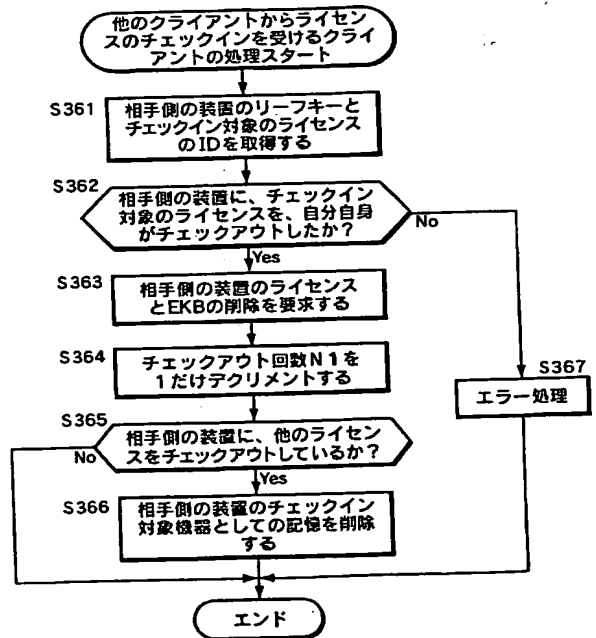 他のクライアントからライセ
ンスのチェックインを受けるクライ
アントの処理スタート
S361
相手側の装置のリーフキーと
チェックイン対象のライセンス
のIDを取得する
S362
相手側の装置に、チェックイン
対象のライセンスを、自分自身
がチェックアウトしたか?
No
Yes
S363
相手側の装置のライセンス
とEKBの削除を要求する
S364
チェックアウト回数N1を
1だけデクリメントする
S367
エラー処理
S365
相手側の装置に、他のライセン
スをチェックアウトしているか?
No
Yes
S366
相手側の装置のチェックイン
対象機器としての記憶を削除
する
エンド